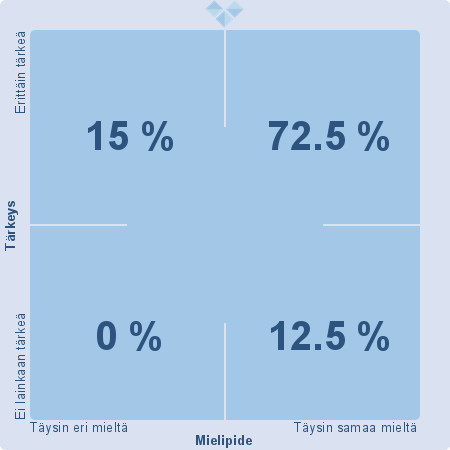 Erittäin tärkeä
15 %
72.5 %
Tärkeys
0 %
12.5 %
Ei lainkaan tärkeä
Täysin eri mieltä
Täysin samaa mieltä
Mielipide